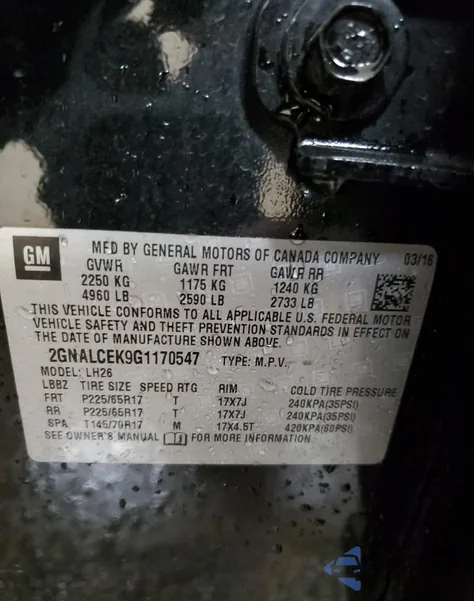 GM
MFD BY GENERAL MOTORS OF CANADA COMPANY 03/16
GVWR GAWR FRT GAWR RR
2250 KG 1175 KG 1240 KG
4960 LB 2590 LB 2733 LB
THIS VEHICLE CONFORMS TO ALL APPLICABLE U.S. FEDERAL MOTOR
VEHICLE SAFETY AND THEFT PREVENTION STANDARDS IN EFFECT ON
THE DATE OF MANUFACTURE SHOWN ABOVE.
2GNALCEK9G1170547 TYPE: M.P.V.
MODEL: LH26
LBBZ TIRE SIZE SPEED RTG RIM COLD TIRE PRESSURE
FRT P225/65R17 T 17X7J 240KPA(35PSI)
RR P225/65R17 T 17X7J 240KPA(35PSI)
SPA T145/70R17 M 17X4.5T 420KPA(60PSI)
SEE OWNER'S MANUAL FOR MORE INFORMATION